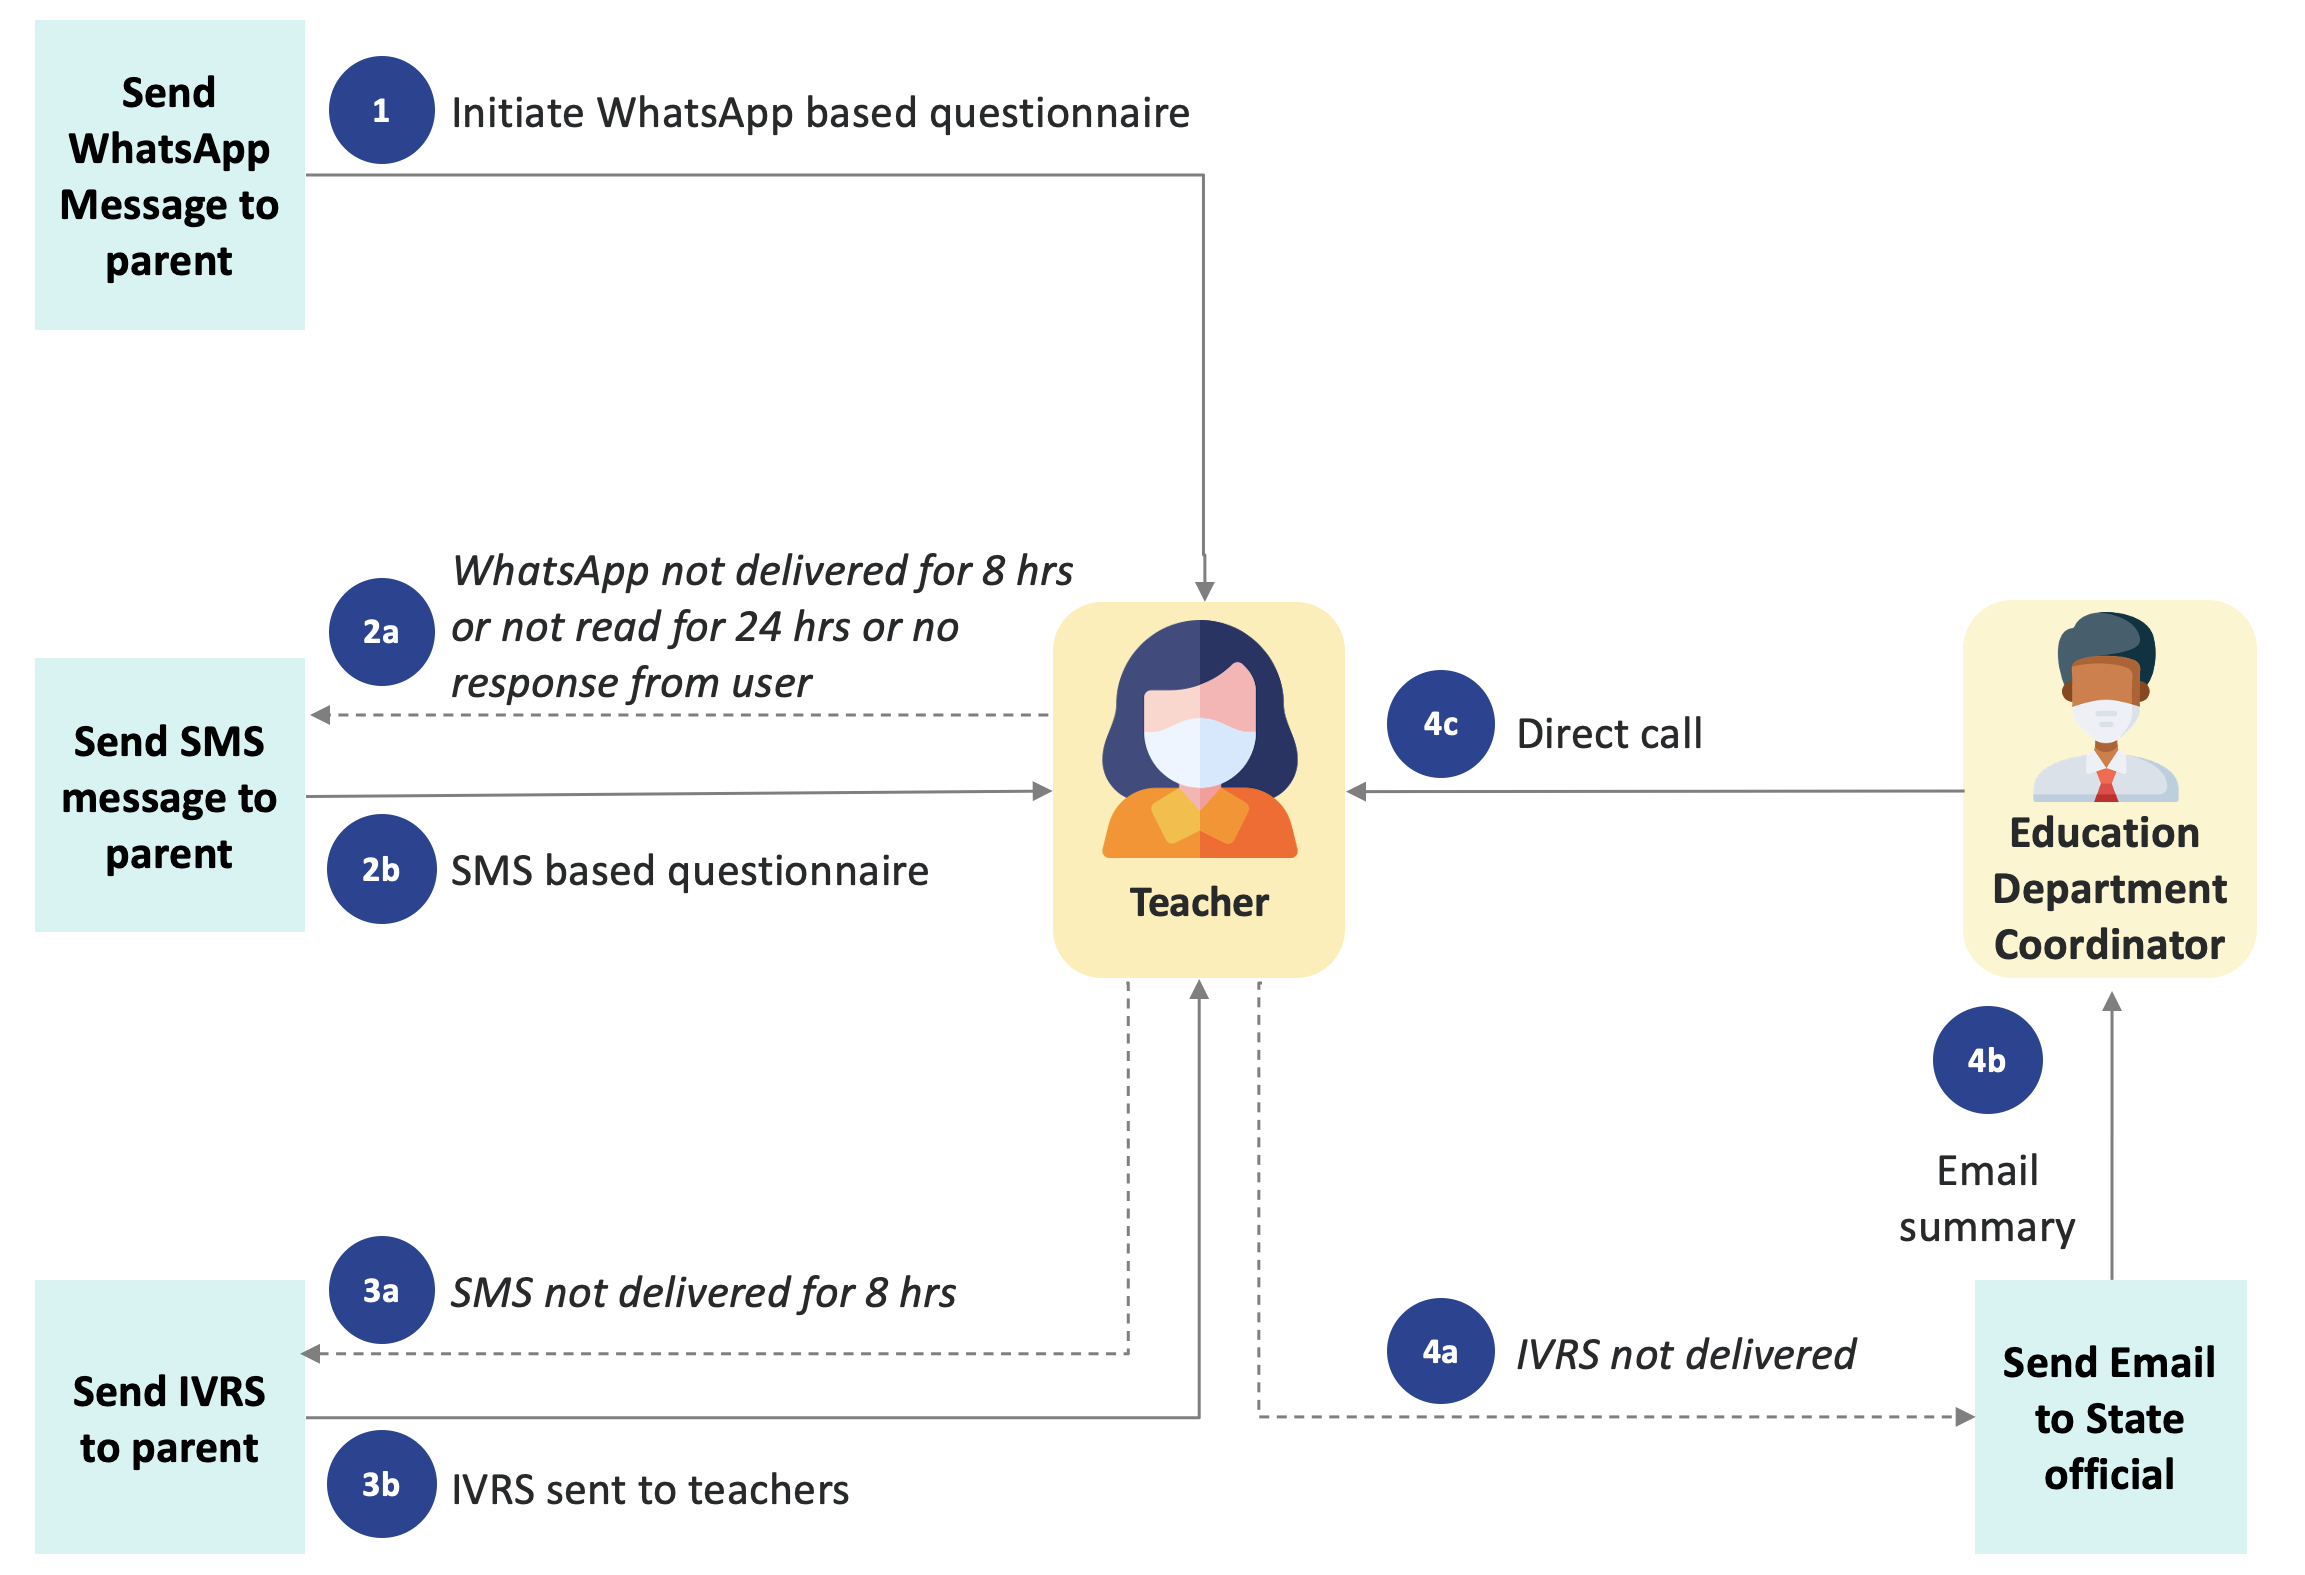 Send
WhatsApp
Message to
parent
1
Initiate WhatsApp based questionnaire
2a
WhatsApp not delivered for 8 hrs
or not read for 24 hrs or no
response from user
Send SMS
message to
parent
2b
SMS based questionnaire
Teacher
4c
Direct call
Education
Department
Coordinator
4b
Email
summary
3a
SMS not delivered for 8 hrs
Send IVRS
to parent
3b
IVRS sent to teachers
4a
IVRS not delivered
Send Email
to State
official